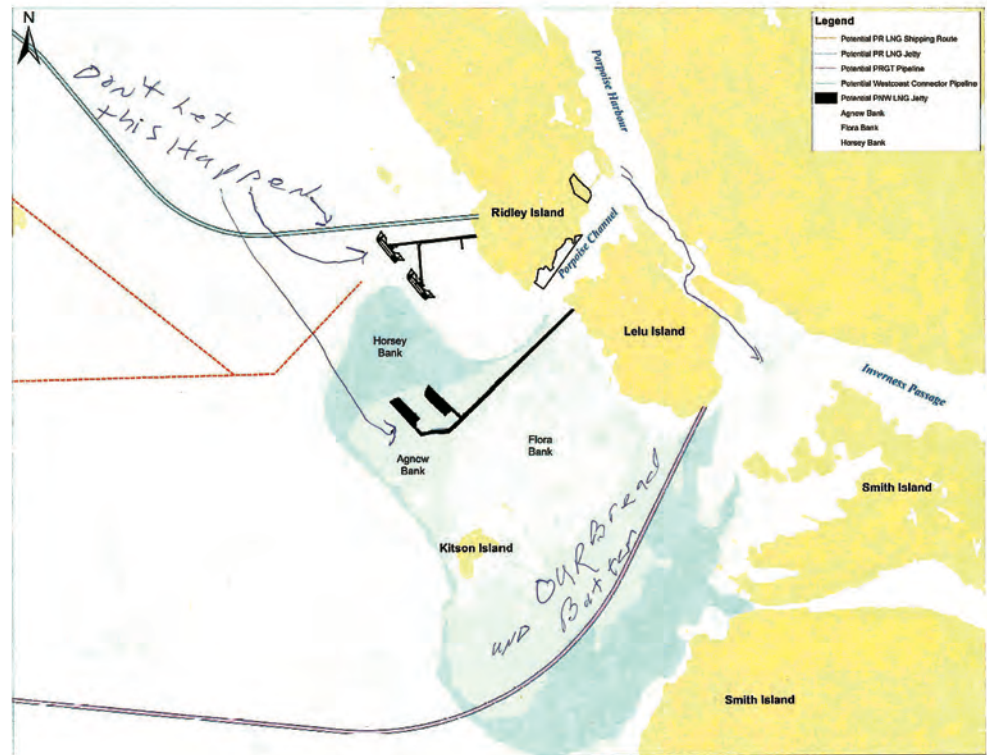 N
Legend
Potential PR LNG Shipping Route
Potential PR LNG Jetty
Potential PRGT Pipeline
Potential Westcoast Connector Pipeline
Potential PNW LNG Jetty
Agnew Bank
Flora Bank
Horsey Bank
DON'T Let
this Happen
Porpoise Harbour
Ridley Island
Porpoise Channel
Lelu Island
Horsey
Bank
Inverness Passage
Flora
Bank
Agnew
Bank
Smith Island
Kitson Island
OUR Bread
Butter
Smith Island